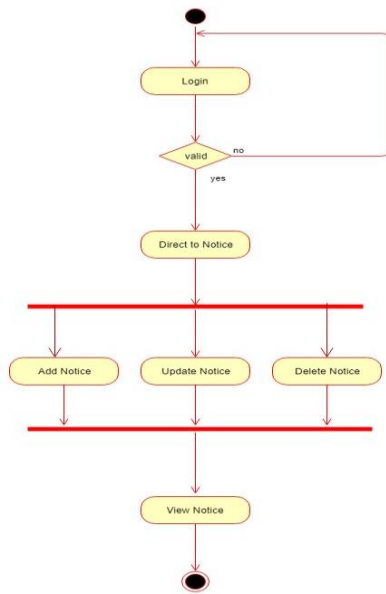 Login
valid
no
yes
Direct to Notice
Add Notice
Update Notice
Delete Notice
View Notice